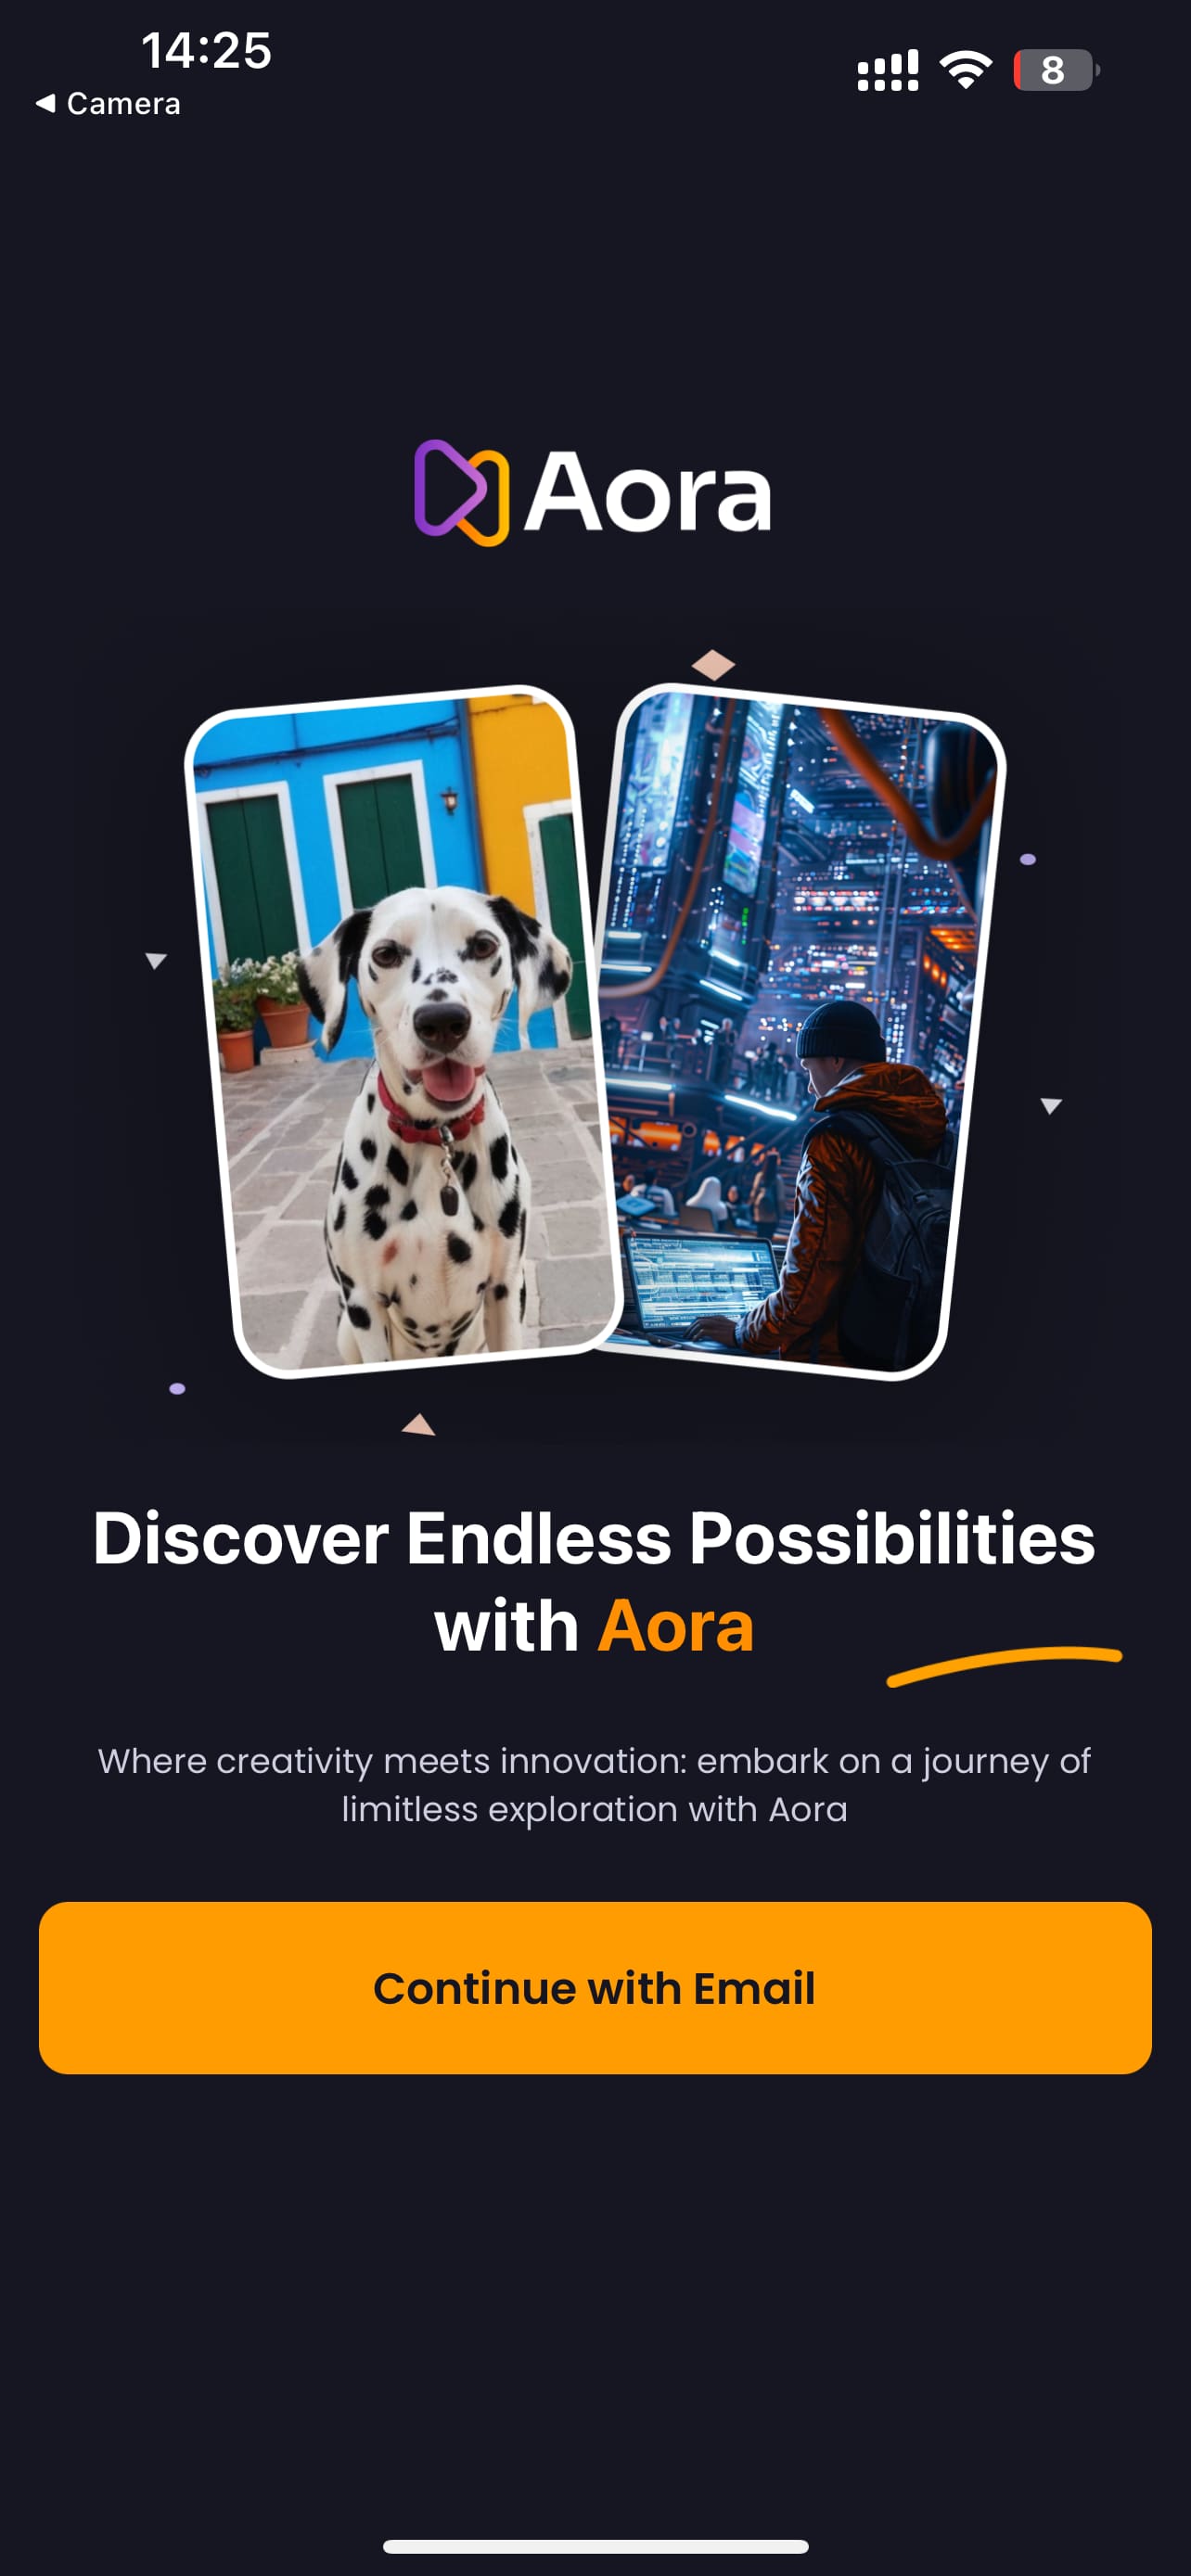 14:25
Camera
8
Aora
Discover Endless Possibilities
with Aora
Where creativity meets innovation: embark on a journey of
limitless exploration with Aora
Continue with Email